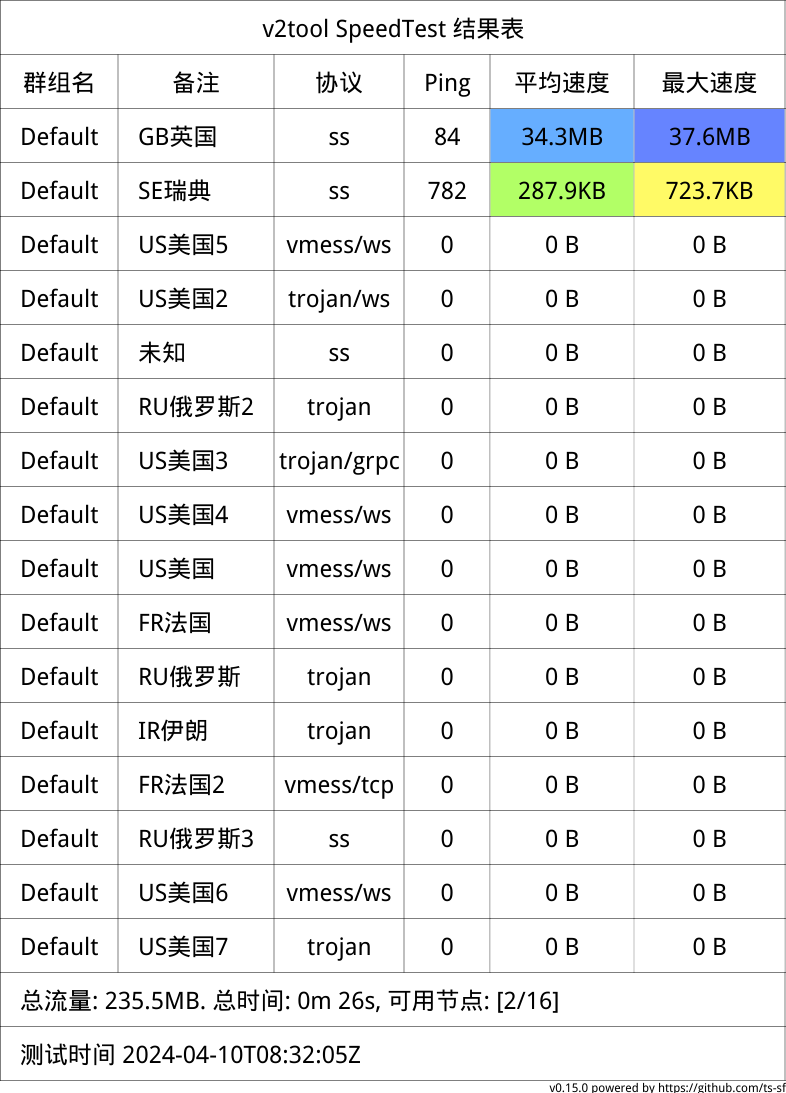 v2tool SpeedTest 结果表
群组名 备注 协议 Ping 平均速度 最大速度
Default GB英国 ss 84 34.3MB 37.6MB
Default SE瑞典 ss 782 287.9KB 723.7KB
Default US美国5 vmess/ws 0 0 B 0 B
Default US美国2 trojan/ws 0 0 B 0 B
Default 未知 ss 0 0 B 0 B
Default RU俄罗斯2 trojan 0 0 B 0 B
Default US美国3 trojan/grpc 0 0 B 0 B
Default US美国4 vmess/ws 0 0 B 0 B
Default US美国 vmess/ws 0 0 B 0 B
Default FR法国 vmess/ws 0 0 B 0 B
Default RU俄罗斯 trojan 0 0 B 0 B
Default IR伊朗 trojan 0 0 B 0 B
Default FR法国2 vmess/tcp 0 0 B 0 B
Default RU俄罗斯3 ss 0 0 B 0 B
Default US美国6 vmess/ws 0 0 B 0 B
Default US美国7 trojan 0 0 B 0 B
总流量: 235.5MB. 总时间: 0m 26s, 可用节点: [2/16]
测试时间 2024-04-10T08:32:05Z
v0.15.0 powered by https://github.com/ts-sf